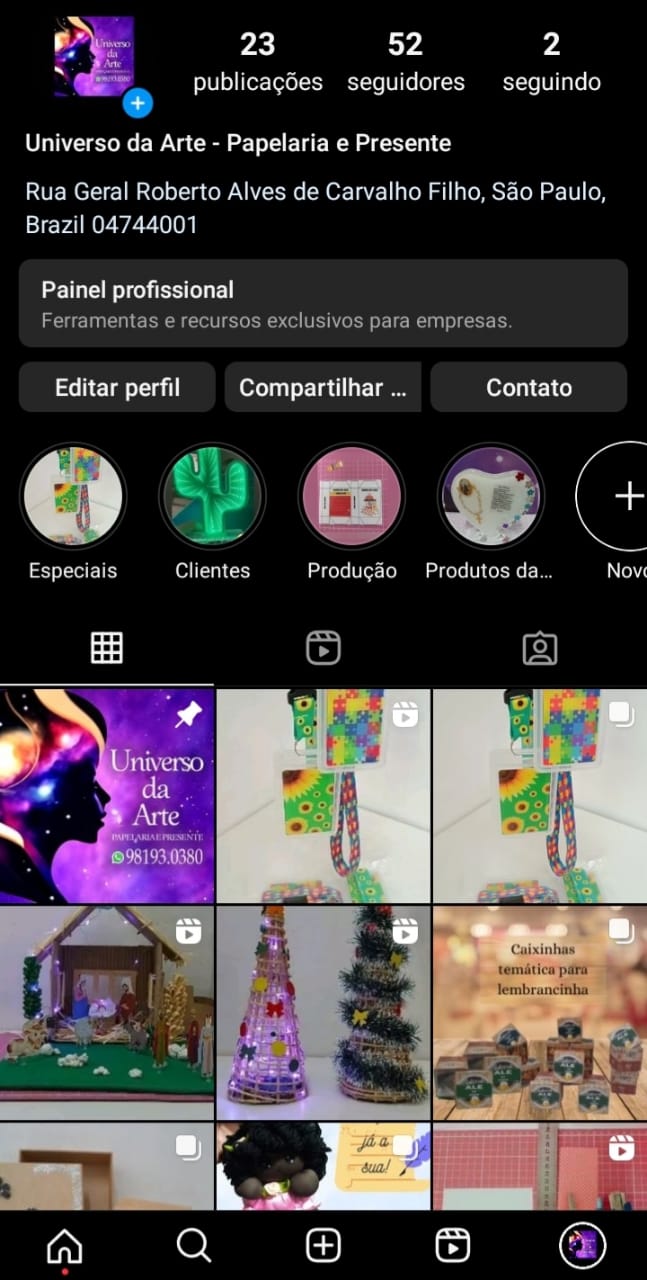 Universo
da
Arte
23
52
2
publicações
seguidores
seguindo
Universo da Arte - Papelaria e Presente
Rua Geral Roberto Alves de Carvalho Filho, São Paulo,
Brazil 04744001
Painel profissional
Ferramentas e recursos exclusivos para empresas.
Editar perfil
Compartilhar ...
Contato
Especiais
Clientes
Produção
Produtos da...
Novo
Universo
da
Arte
PAPELARIA E PRESENTE
98193.0380
Caixinhas
temática para
lembrancinha
ALE
já a
sua!